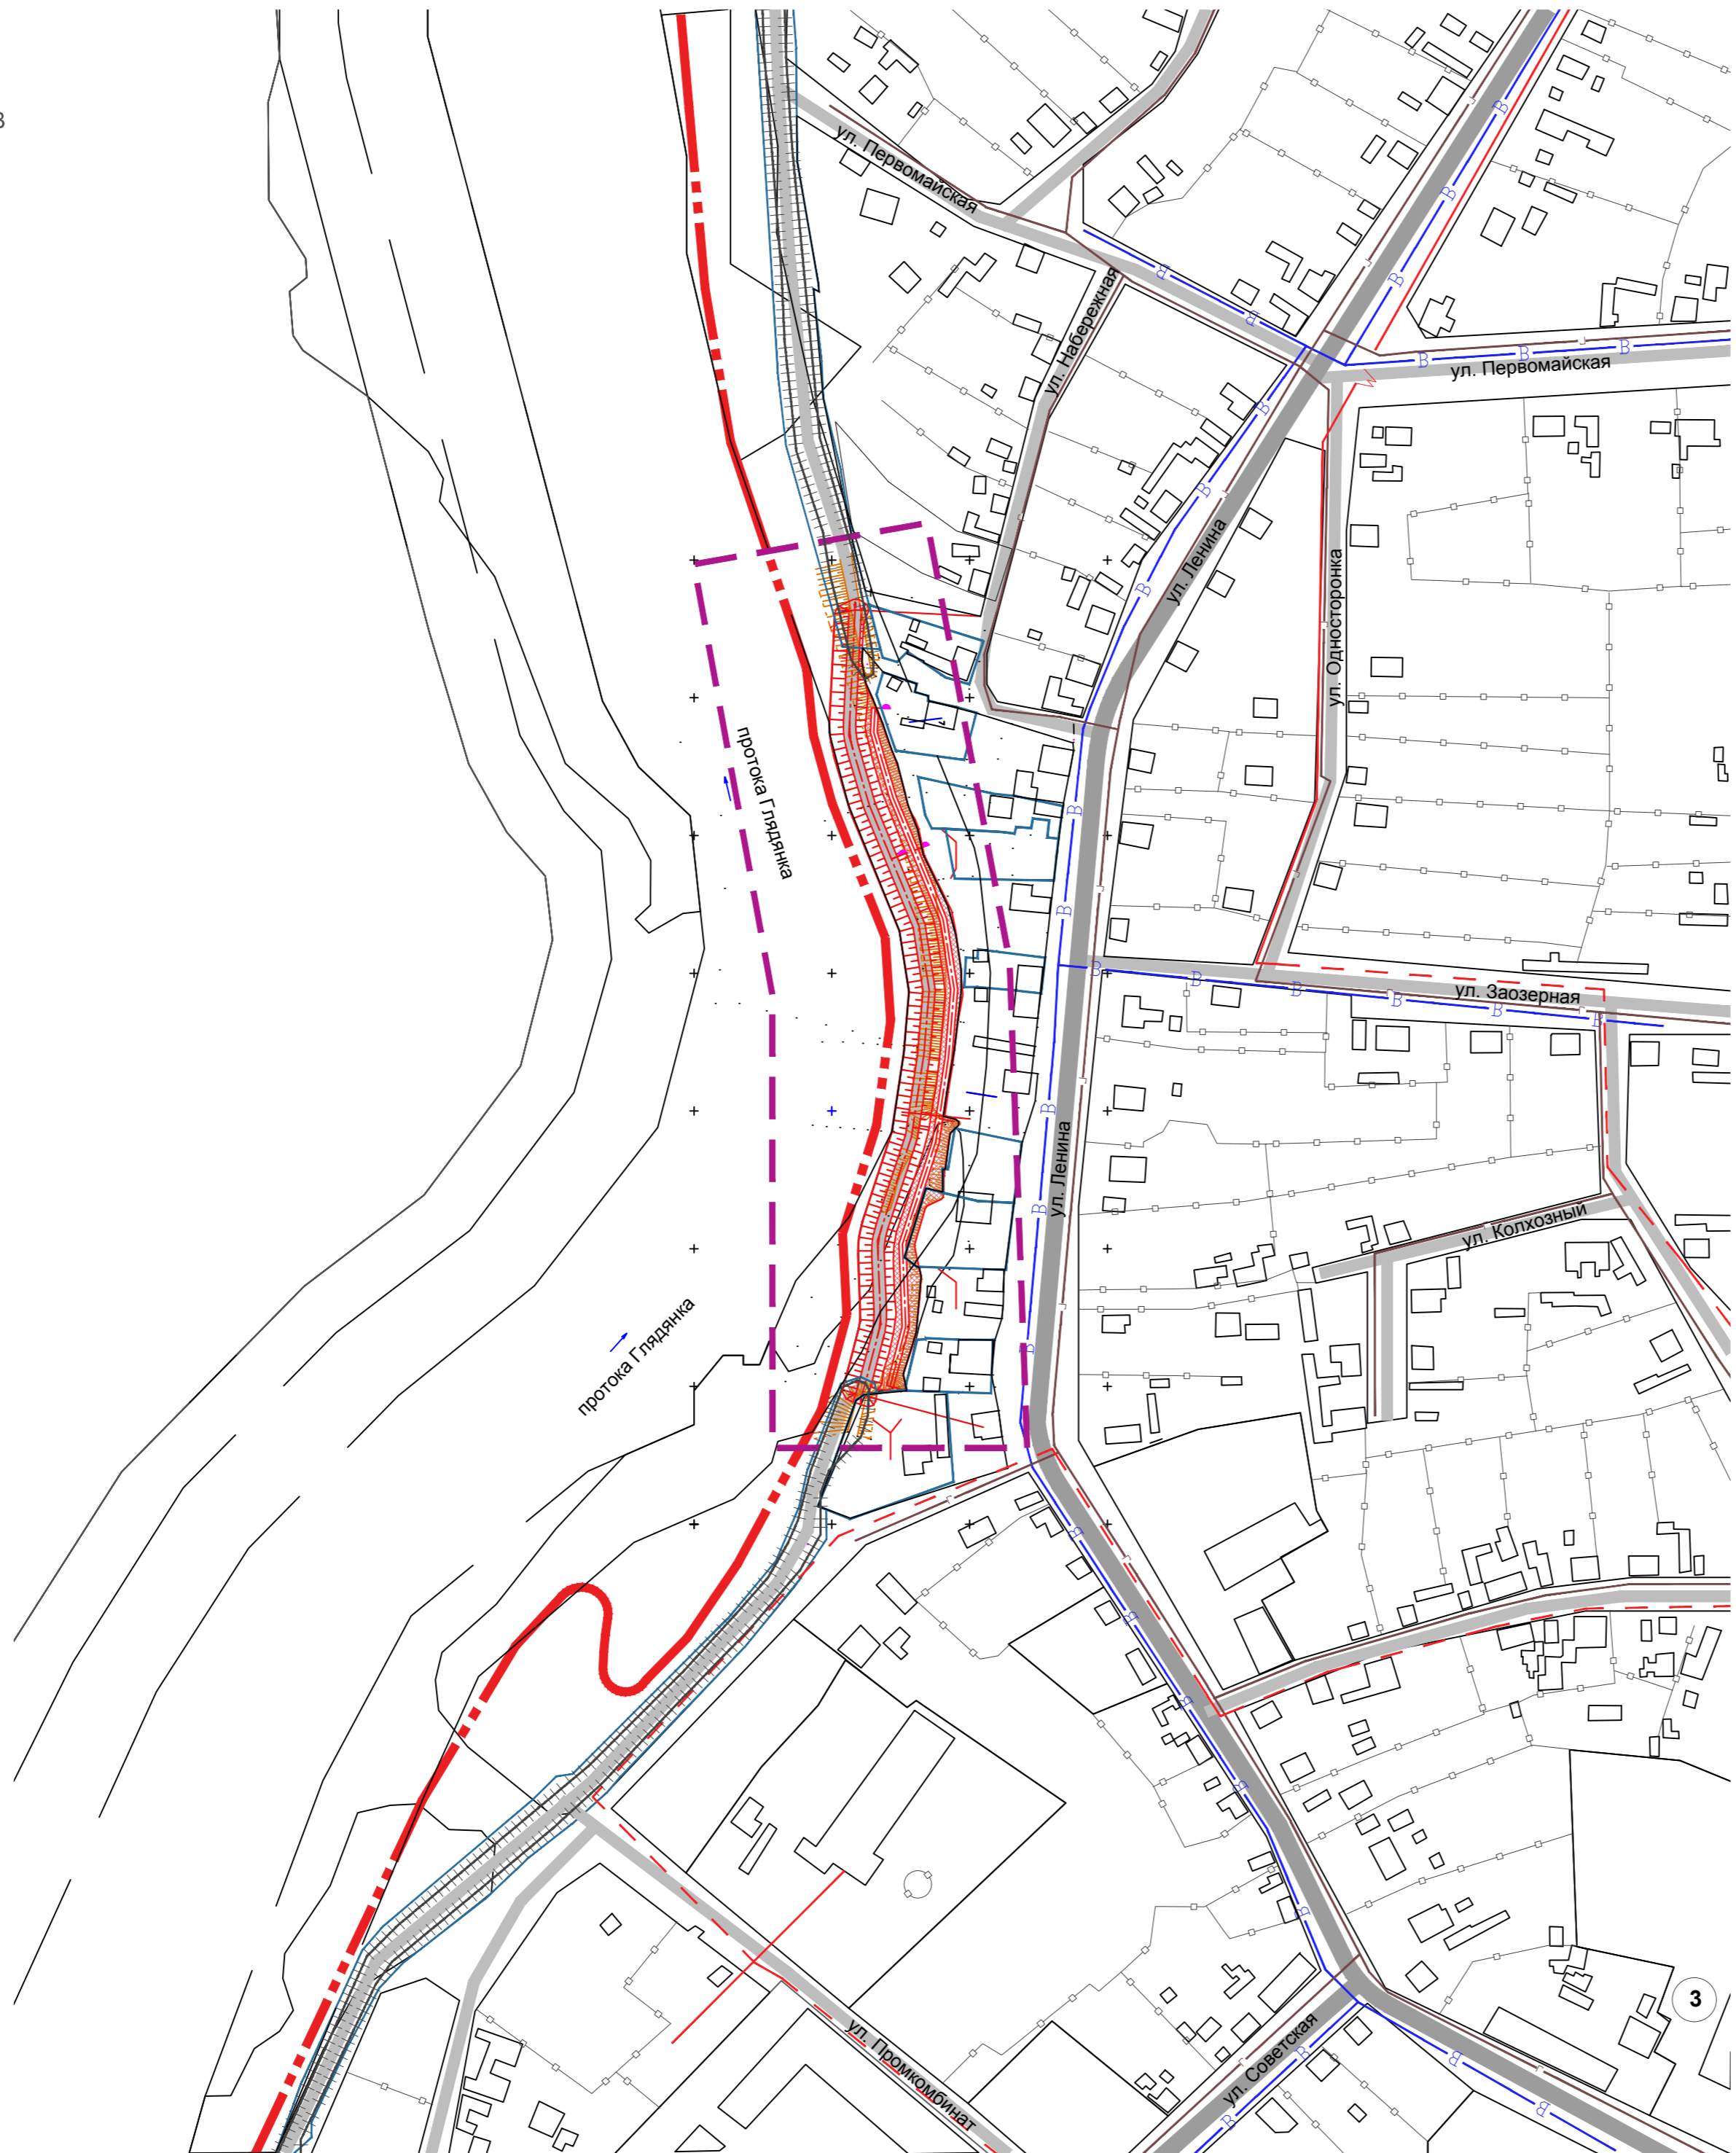 3
ул. Первомайская
ул. Набережная
ул. Первомайская
ул. Ленина
ул. Односторонка
протока Глядянка
ул. Заозерная
ул. Ленина
ул. Колхозный
протока Глядянка
3
ул. Промкомбинат
ул. Советская
В